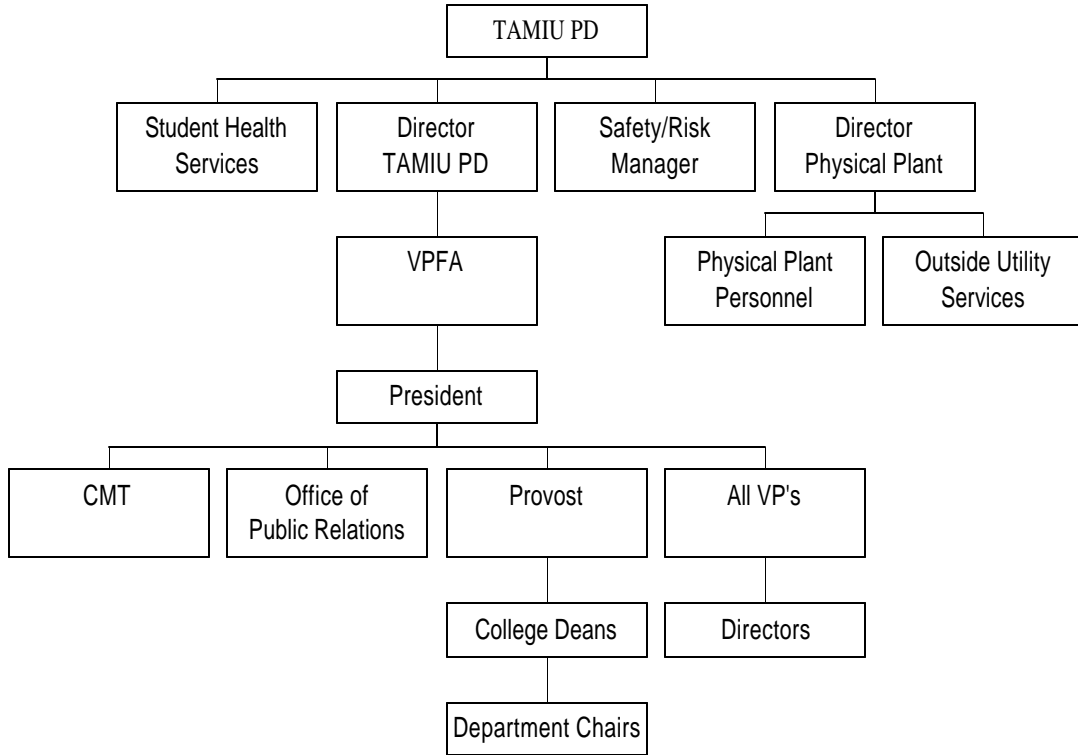 TAMIU PD
Student Health
Services
Director
TAMIU PD
Safety/Risk
Manager
Director
Physical Plant
VPFA
Physical Plant
Personnel
Outside Utility
Services
President
CMT
Office of
Public Relations
Provost
All VP's
College Deans
Directors
Department Chairs